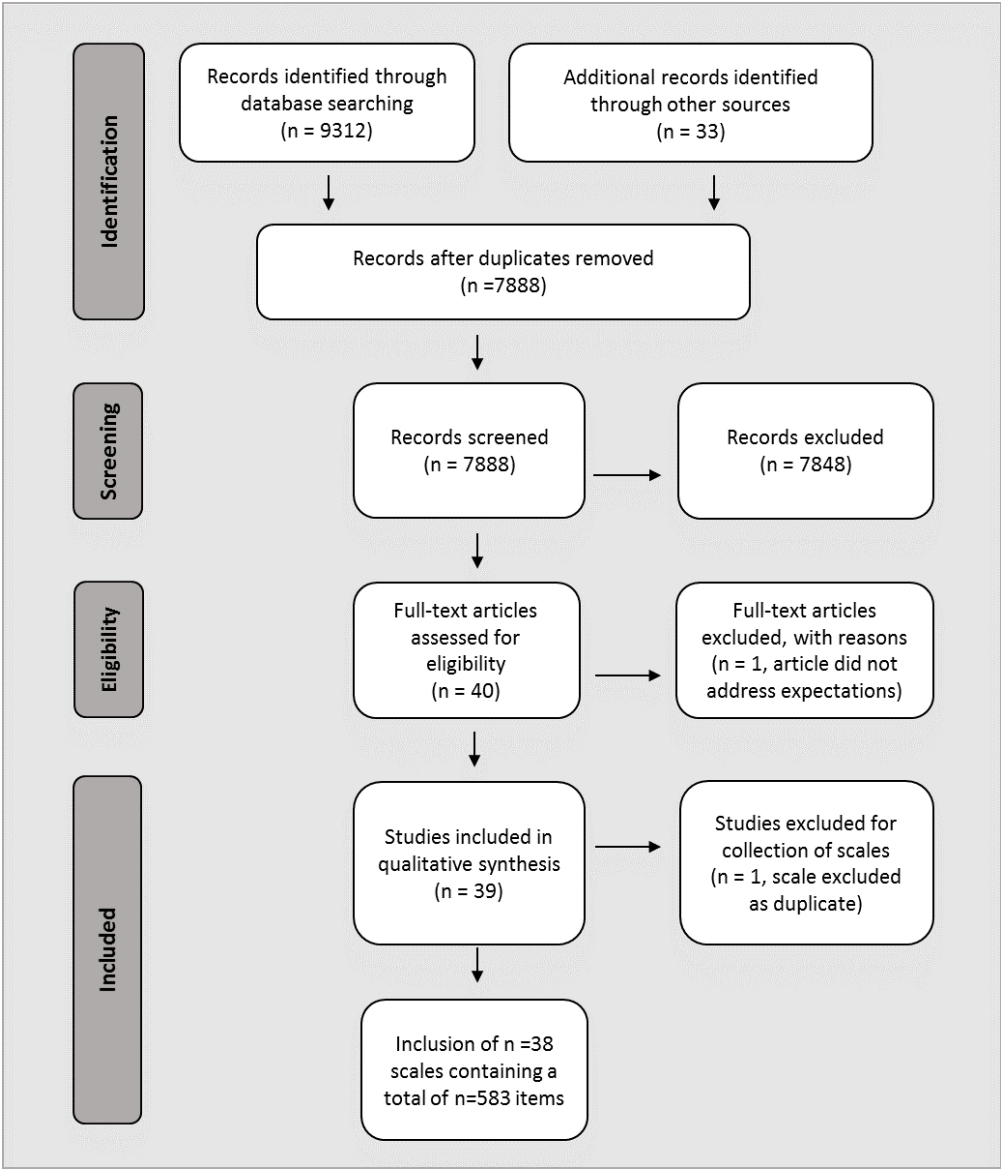 Identification
Records identified through
database searching
(n = 9312)
Additional records identified
through other sources
(n = 33)
Records after duplicates removed
(n =7888)
Screening
Records screened
(n = 7888)
Records excluded
(n = 7848)
Eligibility
Full-text articles
assessed for
eligibility
(n = 40)
Full-text articles
excluded, with reasons
(n = 1, article did not
address expectations)
Included
Studies included in
qualitative synthesis
(n = 39)
Studies excluded for
collection of scales
(n = 1, scale excluded
as duplicate)
Inclusion of n =38
scales containing a
total of n=583 items